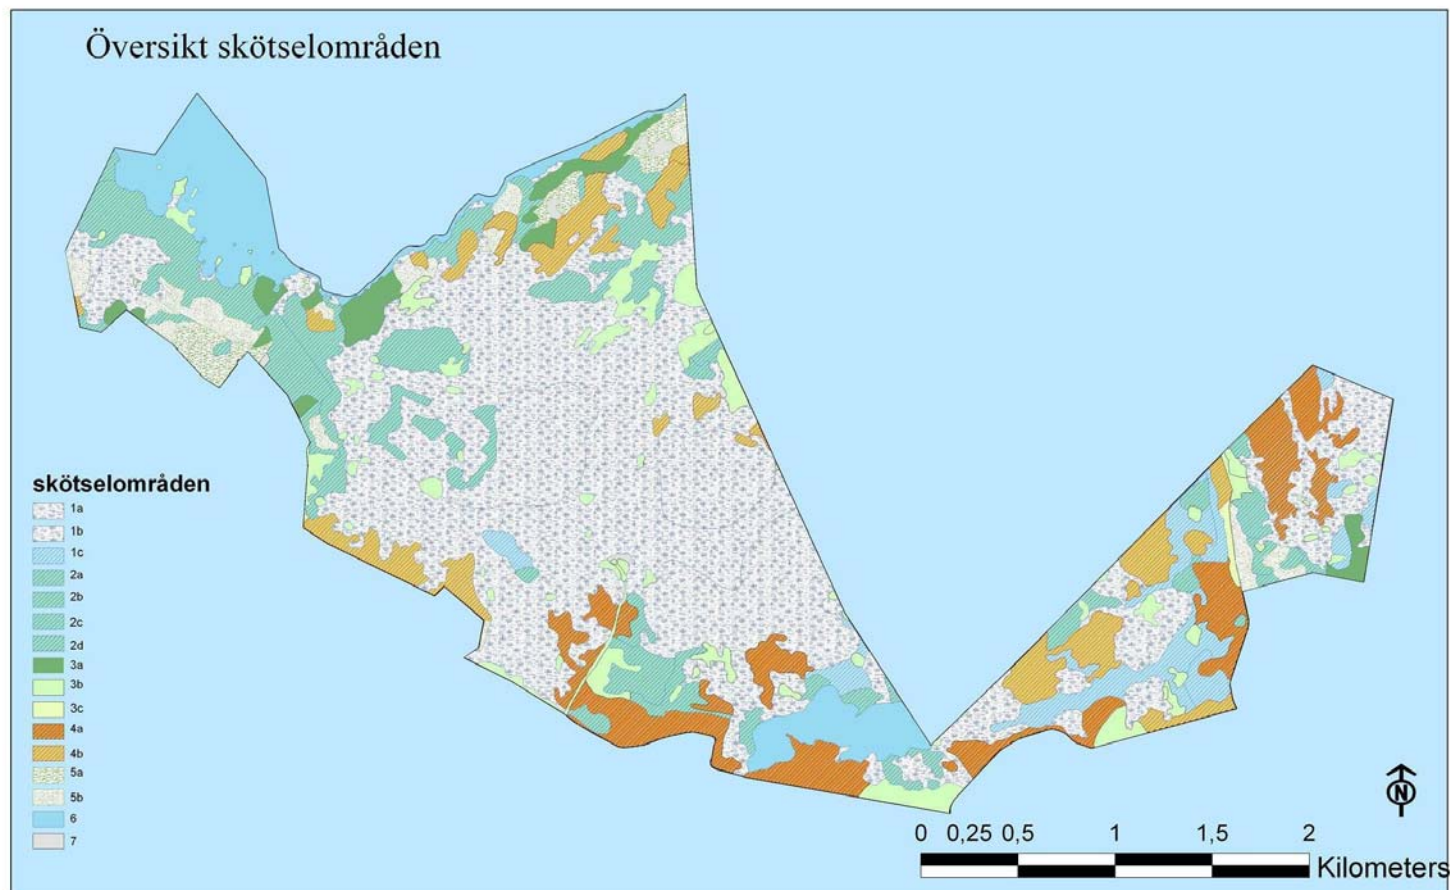 Översikt skötselområden
skötselområden
1a
1b
1c
2a
2b
2c
2d
3a
3b
3c
4a
4b
5a
5b
6
7
N
0 0,25 0,5 1 1,5 2
Kilometers